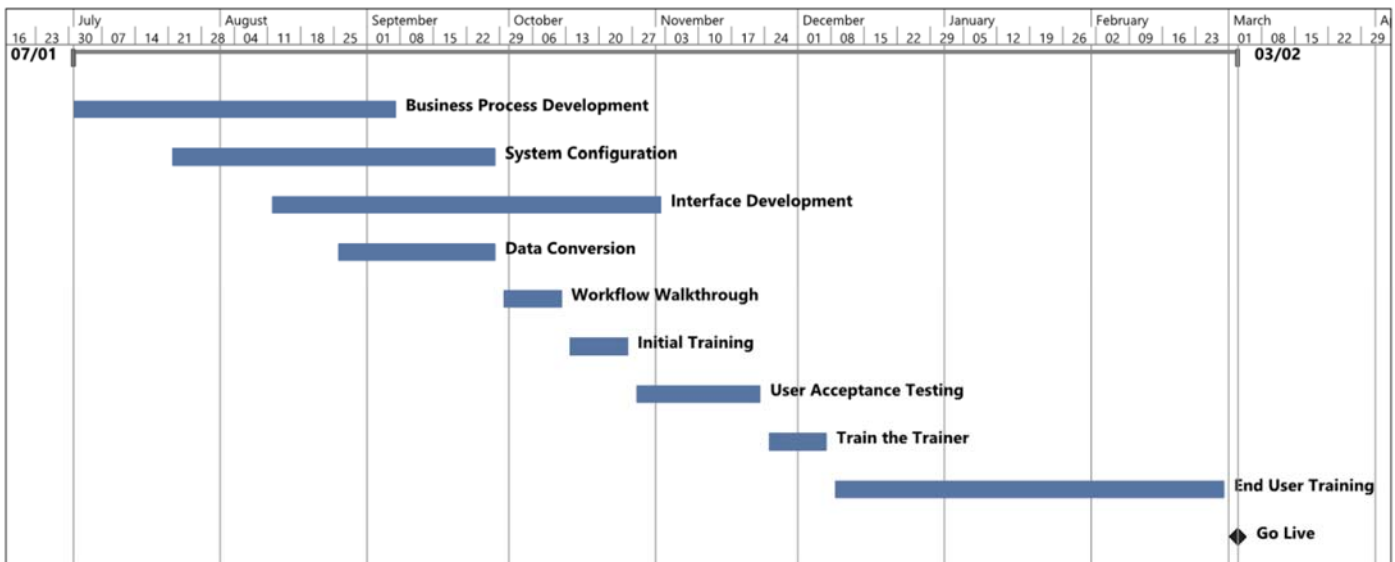 July August September October November December January February March A
16 23 30 07 14 21 28 04 11 18 25 01 08 15 22 29 06 13 20 27 03 10 17 24 01 08 15 22 29 05 12 19 26 02 09 16 23 01 08 15 22 29
07/01 03/02
Business Process Development
System Configuration
Interface Development
Data Conversion
Workflow Walkthrough
Initial Training
User Acceptance Testing
Train the Trainer
End User Training
Go Live